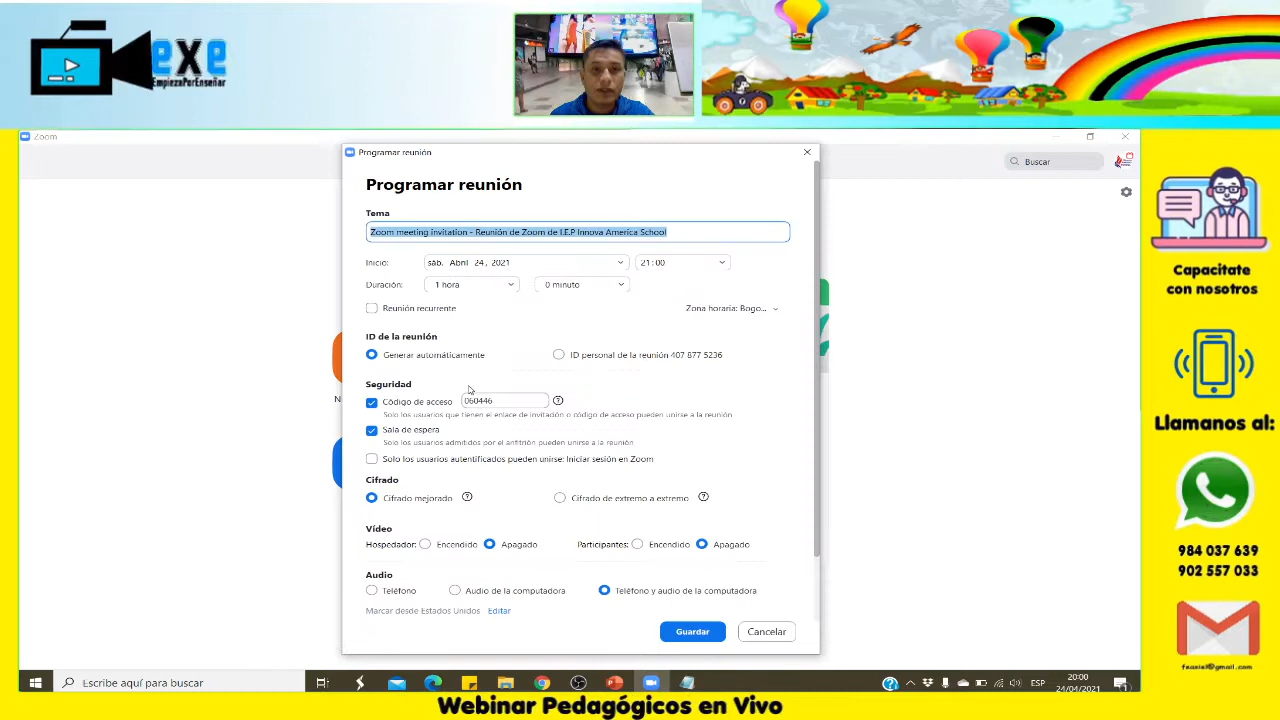 exe
EmpiezaPorEnseñar
Zoom
Buscar
Programar reunión
Programar reunión
Tema
Zoom meeting invitation - Reunión de Zoom de I.E.P Innova America School
Inicio: sáb. Abril 24, 2021 21:00
Duración: 1 hora 0 minuto
Reunión recurrente Zona horaria: Bogo...
ID de la reunión
Generar automáticamente ID personal de la reunión 407 877 5236
Seguridad
Código de acceso 060446
Solo los usuarios que tienen el enlace de invitación o código de acceso pueden unirse a la reunión
Sala de espera
Solo los usuarios admitidos por el anfitrión pueden unirse a la reunión
Solo los usuarios autentificados pueden unirse: Iniciar sesión en Zoom
Cifrado
Cifrado mejorado Cifrado de extremo a extremo
Vídeo
Hospedador: Encendido Apagado Participantes: Encendido Apagado
Audio
Teléfono Audio de la computadora Teléfono y audio de la computadora
Marcar desde Estados Unidos Editar
Guardar Cancelar
N
Capacitate
con nosotros
Llamanos al:
984 037 639
902 557 033
Escribe aquí para buscar
ESP
20:00
24/04/2021
Webinar Pedagógicos en Vivo